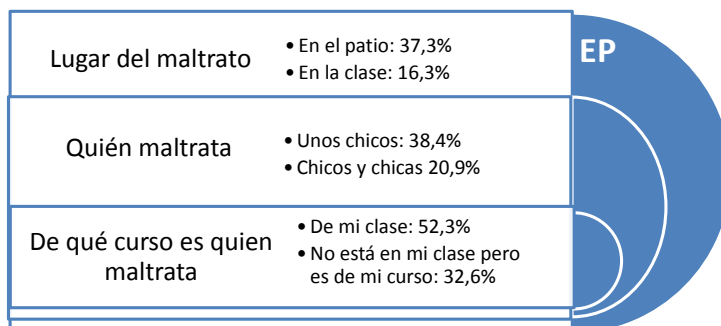 Lugar del maltrato
• En el patio: 37,3%
• En la clase: 16,3%
EP
Quién maltrata
• Unos chicos: 38,4%
• Chicos y chicas 20,9%
De qué curso es quien
maltrata
• De mi clase: 52,3%
• No está en mi clase pero
es de mi curso: 32,6%